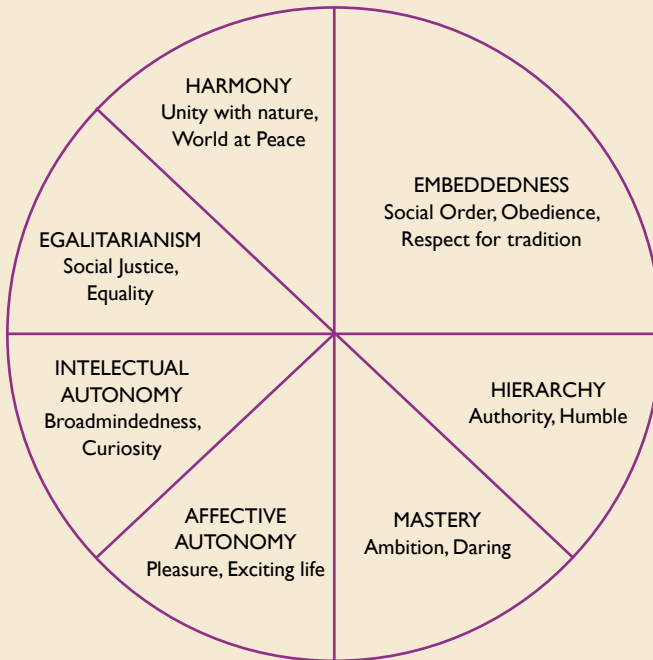 HARMONY
Unity with nature,
World at Peace
EMBEDDEDNESS
Social Order, Obedience,
Respect for tradition
EGALITARIANISM
Social Justice,
Equality
INTELECTUAL
AUTONOMY
Broadmindedness,
Curiosity
HIERARCHY
Authority, Humble
AFFECTIVE
AUTONOMY
Pleasure, Exciting life
MASTERY
Ambition, Daring